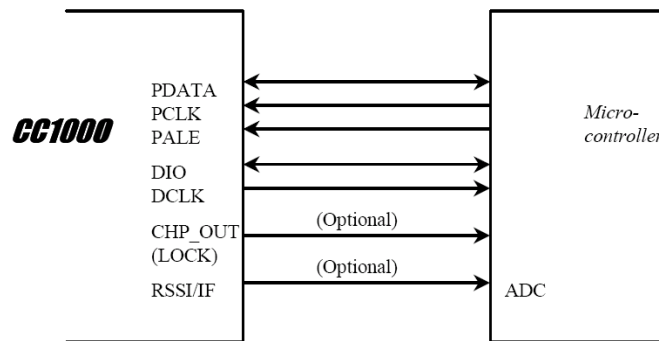 PDATA
PCLK
PALE
CC1000
Micro-
controller
DIO
DCLK
CHP_OUT
(LOCK)
(Optional)
(Optional)
RSSI/IF
ADC